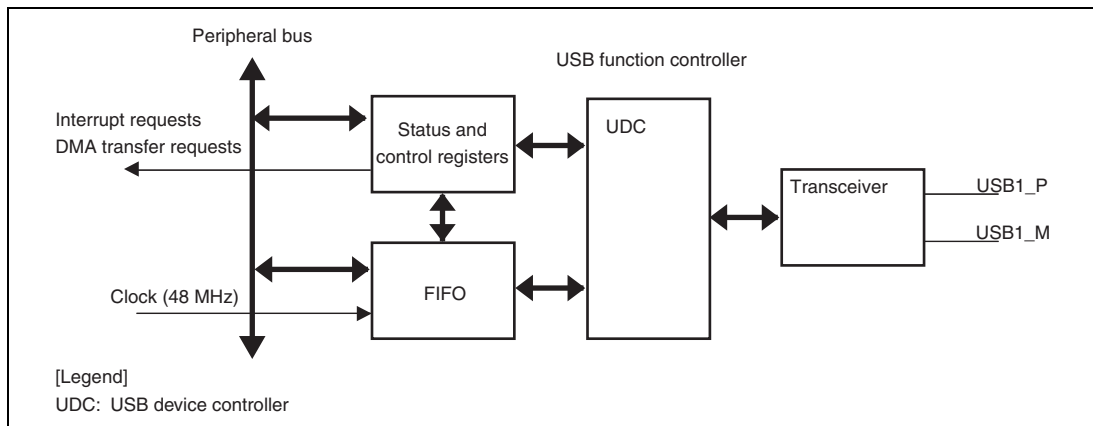 Peripheral bus
USB function controller
Interrupt requests
DMA transfer requests
Status and
control registers
UDC
Transceiver
USB1_P
USB1_M
Clock (48 MHz)
FIFO
[Legend]
UDC: USB device controller